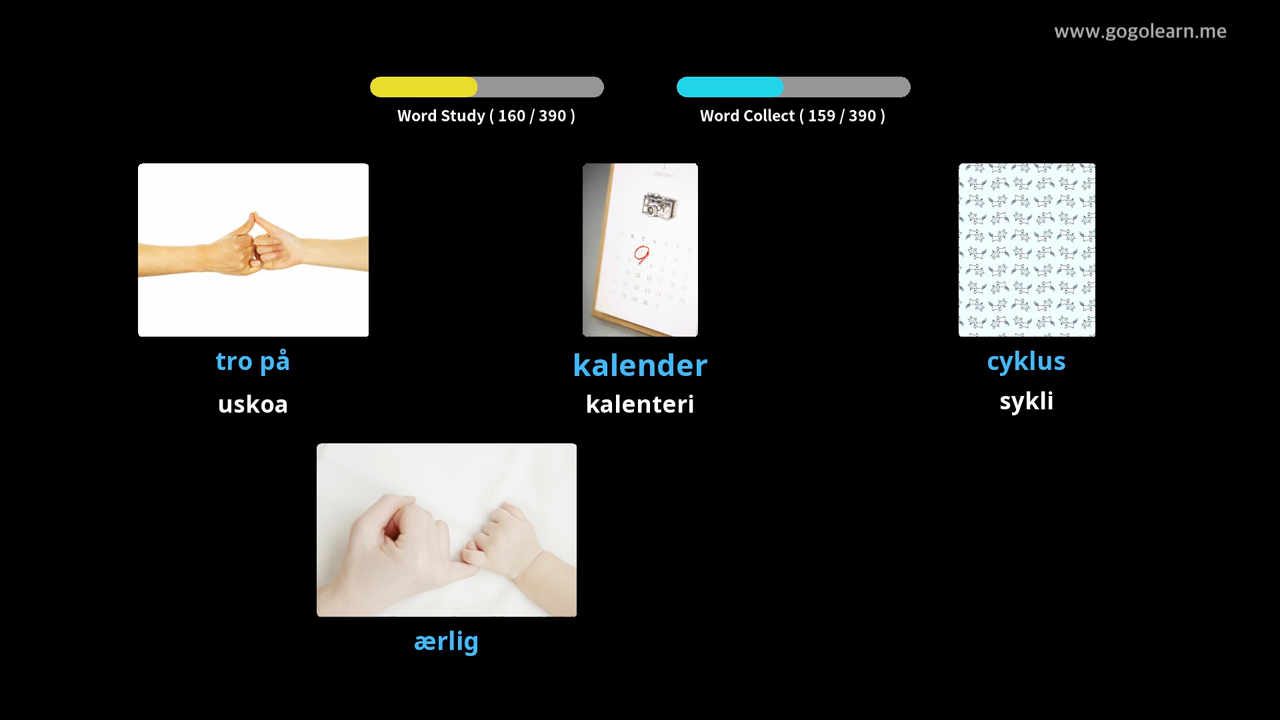 www.gogolearn.me
Word Study ( 160 / 390 )
Word Collect ( 159 / 390 )
tro på
kalender
cyklus
uskoa
kalenteri
sykli
ærlig